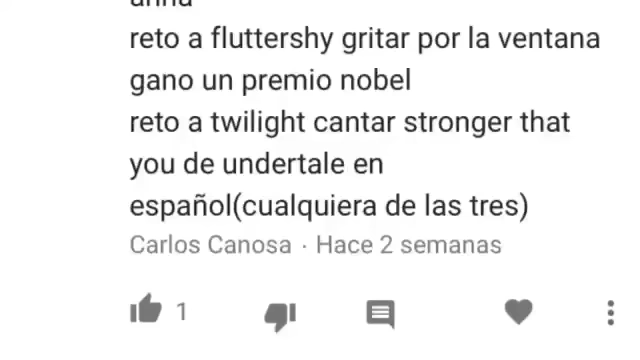 anna
reto a fluttershy gritar por la ventana
gano un premio nobel
reto a twilight cantar stronger that
you de undertale en
español(cualquiera de las tres)
Carlos Canosa · Hace 2 semanas
1